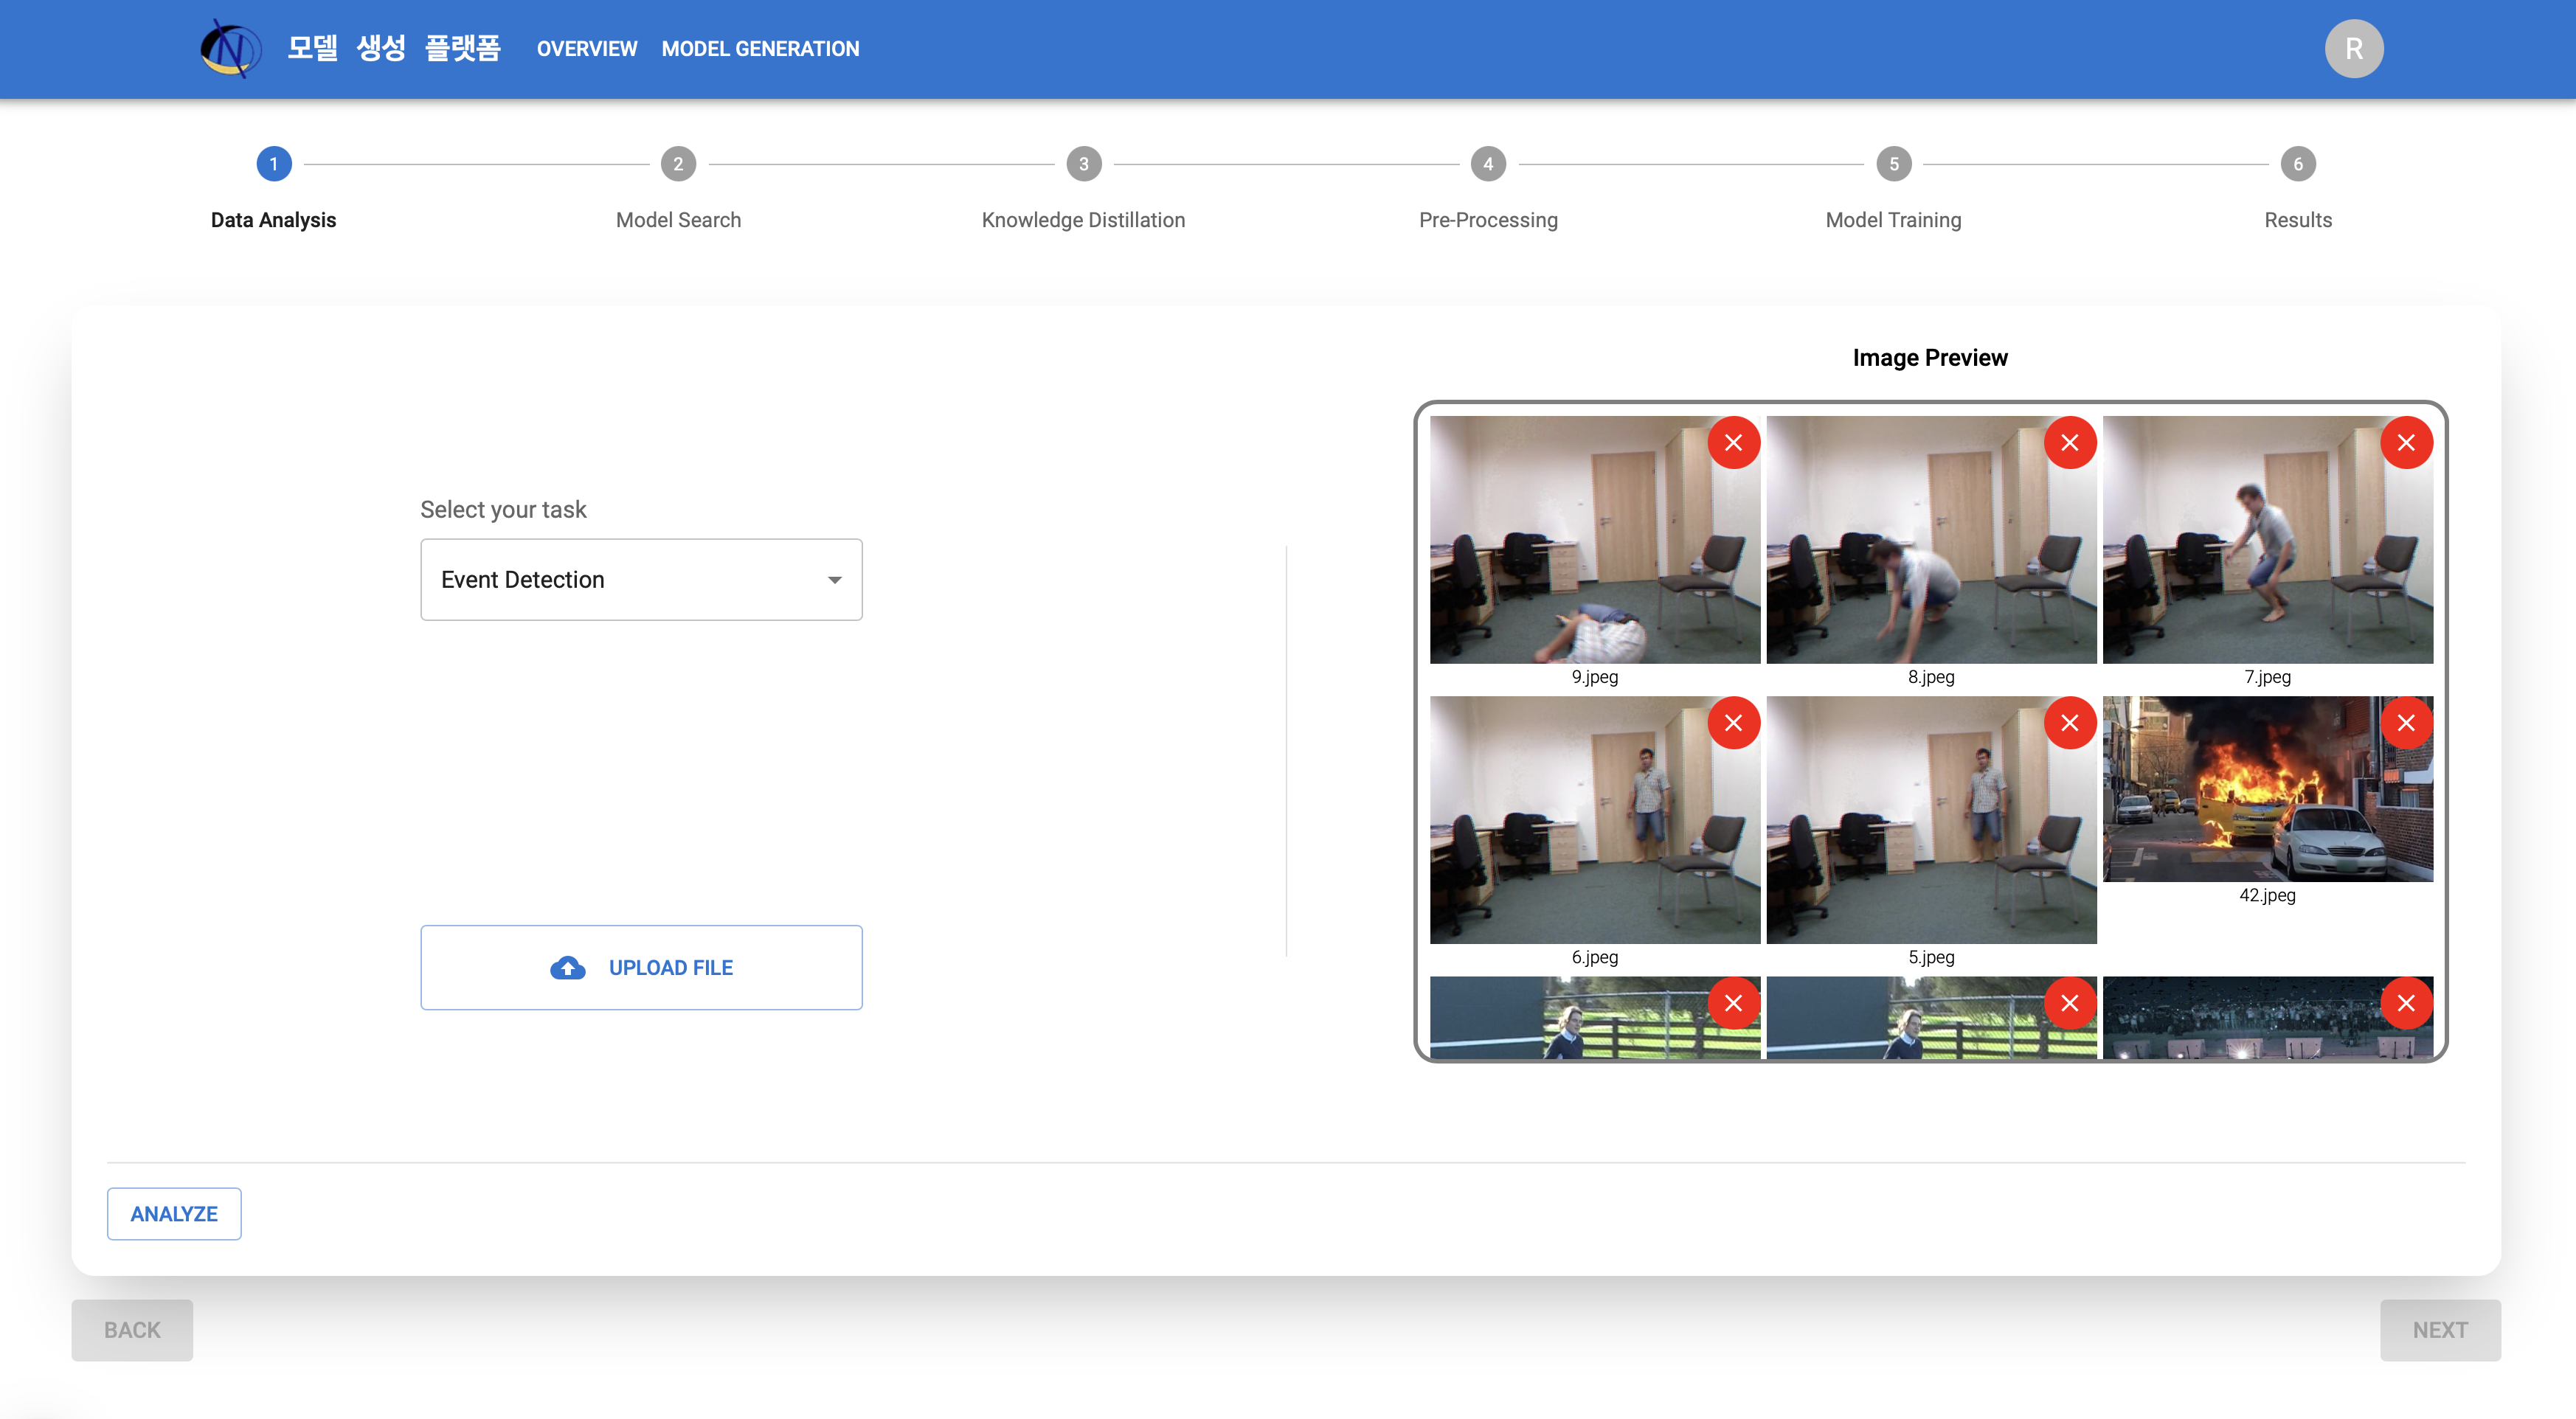 모델 생성 플랫폼 OVERVIEW MODEL GENERATION R
1 2 3 4 5 6
Data Analysis Model Search Knowledge Distillation Pre-Processing Model Training Results
Image Preview
Select your task
Event Detection
9.jpeg 8.jpeg 7.jpeg
6.jpeg 5.jpeg 42.jpeg
UPLOAD FILE
ANALYZE
BACK NEXT